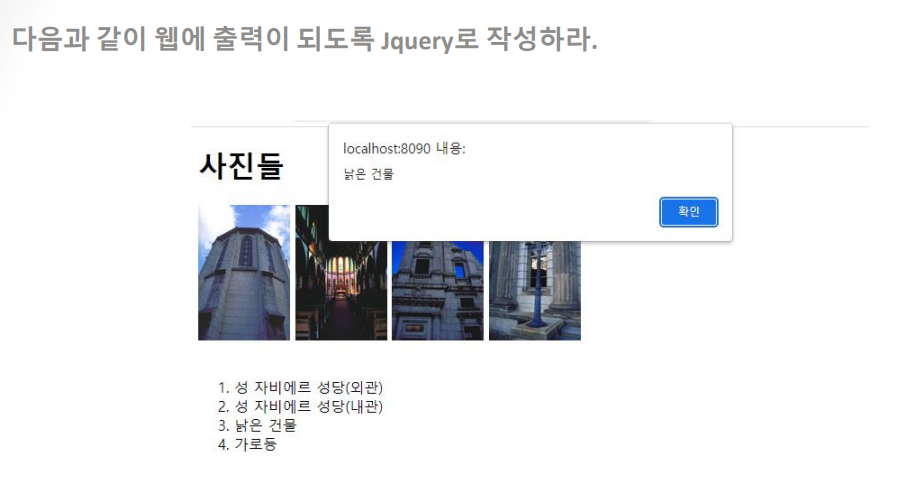 다음과 같이 웹에 출력이 되도록 Jquery로 작성하라.
localhost:8090 내용:
낡은 건물
확인
사진들
1. 성 자비에르 성당(외관)
2. 성 자비에르 성당(내관)
3. 낡은 건물
4. 가로등